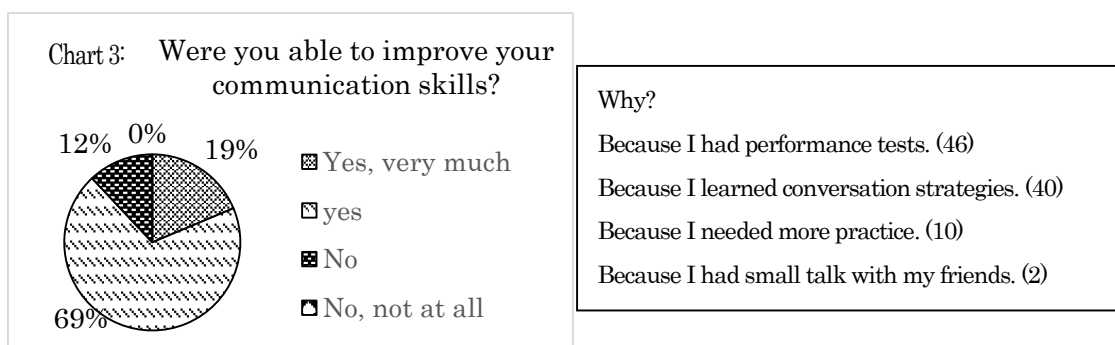 Chart 3: Were you able to improve your
communication skills?
12% 0% 19%
Yes, very much
yes
No
No, not at all
69%
Why?
Because I had performance tests. (46)
Because I learned conversation strategies. (40)
Because I needed more practice. (10)
Because I had small talk with my friends. (2)